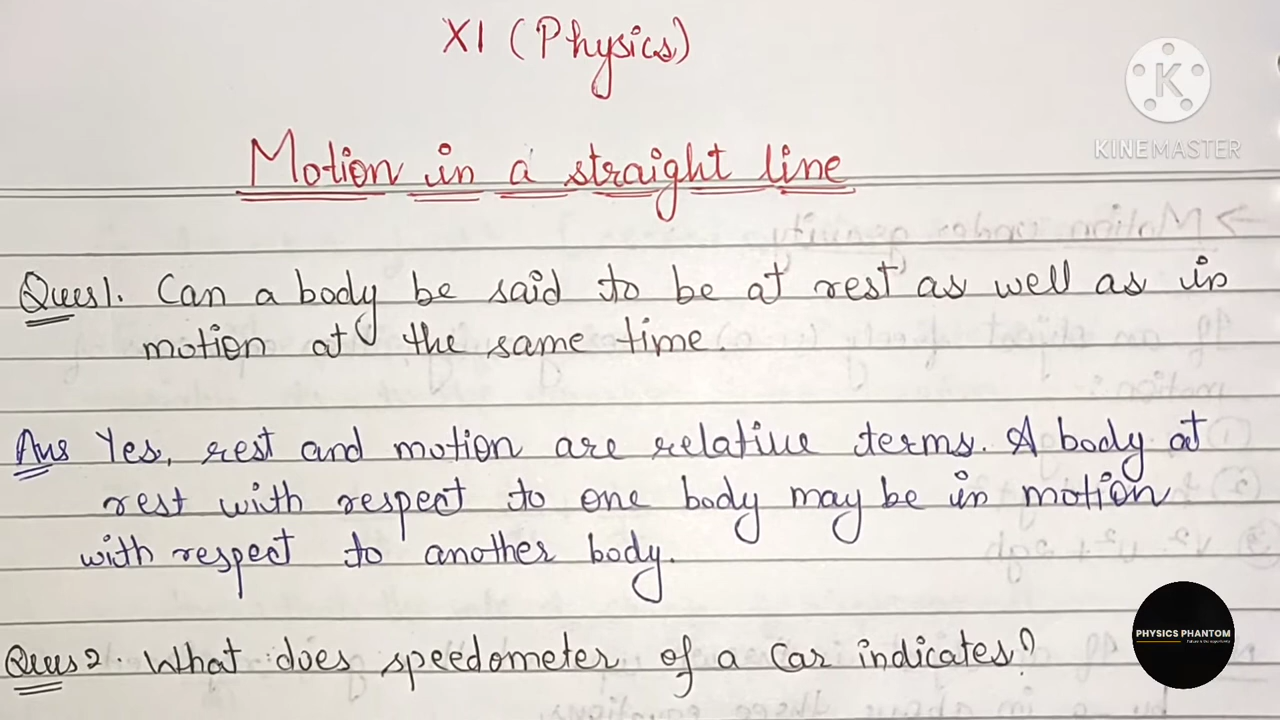 XI (Physics)
KINEMASTER
Motion in a straight line
Ques1. Can a body be said to be at rest as well as in
motion at the same time.
Ans Yes, rest and motion are relative terms. A body at
rest with respect to one body may be in motion
with respect to another body.
PHYSICS PHANTOM
Ques 2. What does speedometer of a Car indicates?